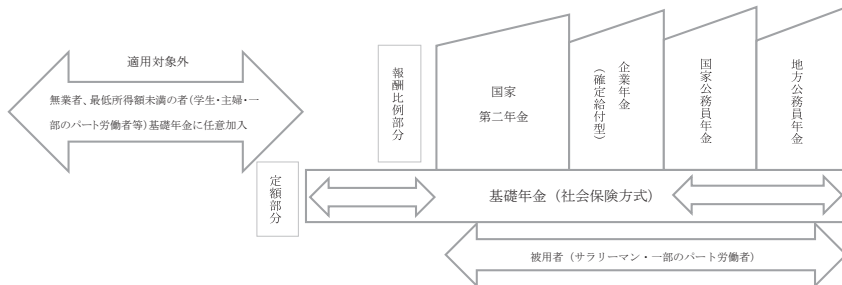 適用対象外
無業者、最低所得額未満の者(学生・主婦・一
部のパート労働者等)基礎年金に任意加入
報酬比例部分
国家
第二年金
企業年金
(確定給付型)
国家公務員年金
地方公務員年金
定額部分
基礎年金(社会保険方式)
被用者(サラリーマン・一部のパート労働者)